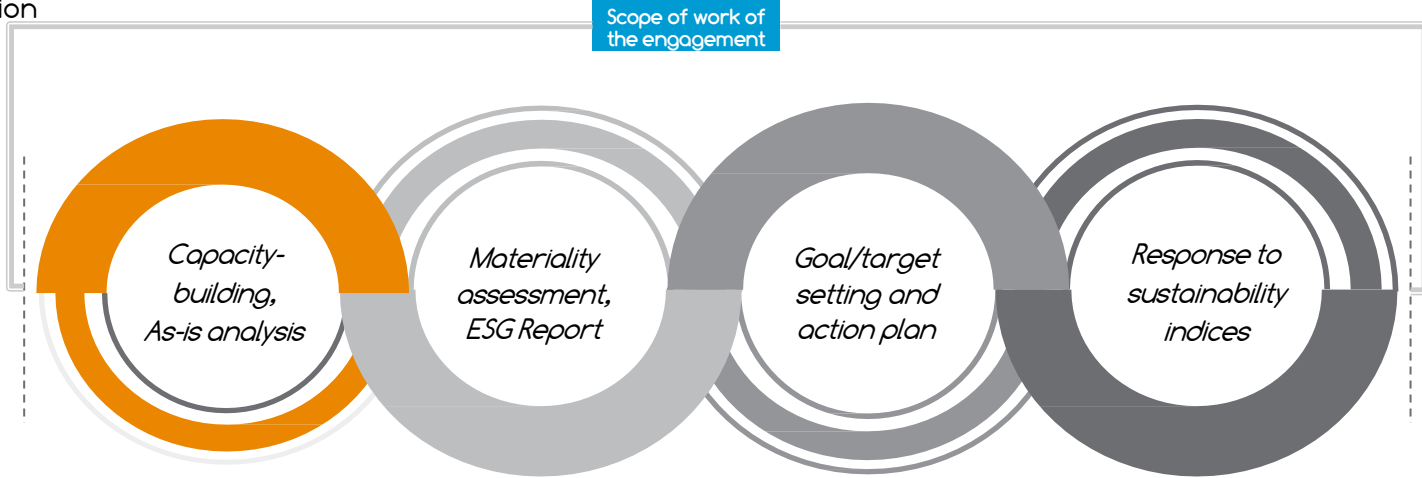 ion
Scope of work of
the engagement
Capacity-
building,
As-is analysis
Materiality
assessment,
ESG Report
Goal/target
setting and
action plan
Response to
sustainability
indices